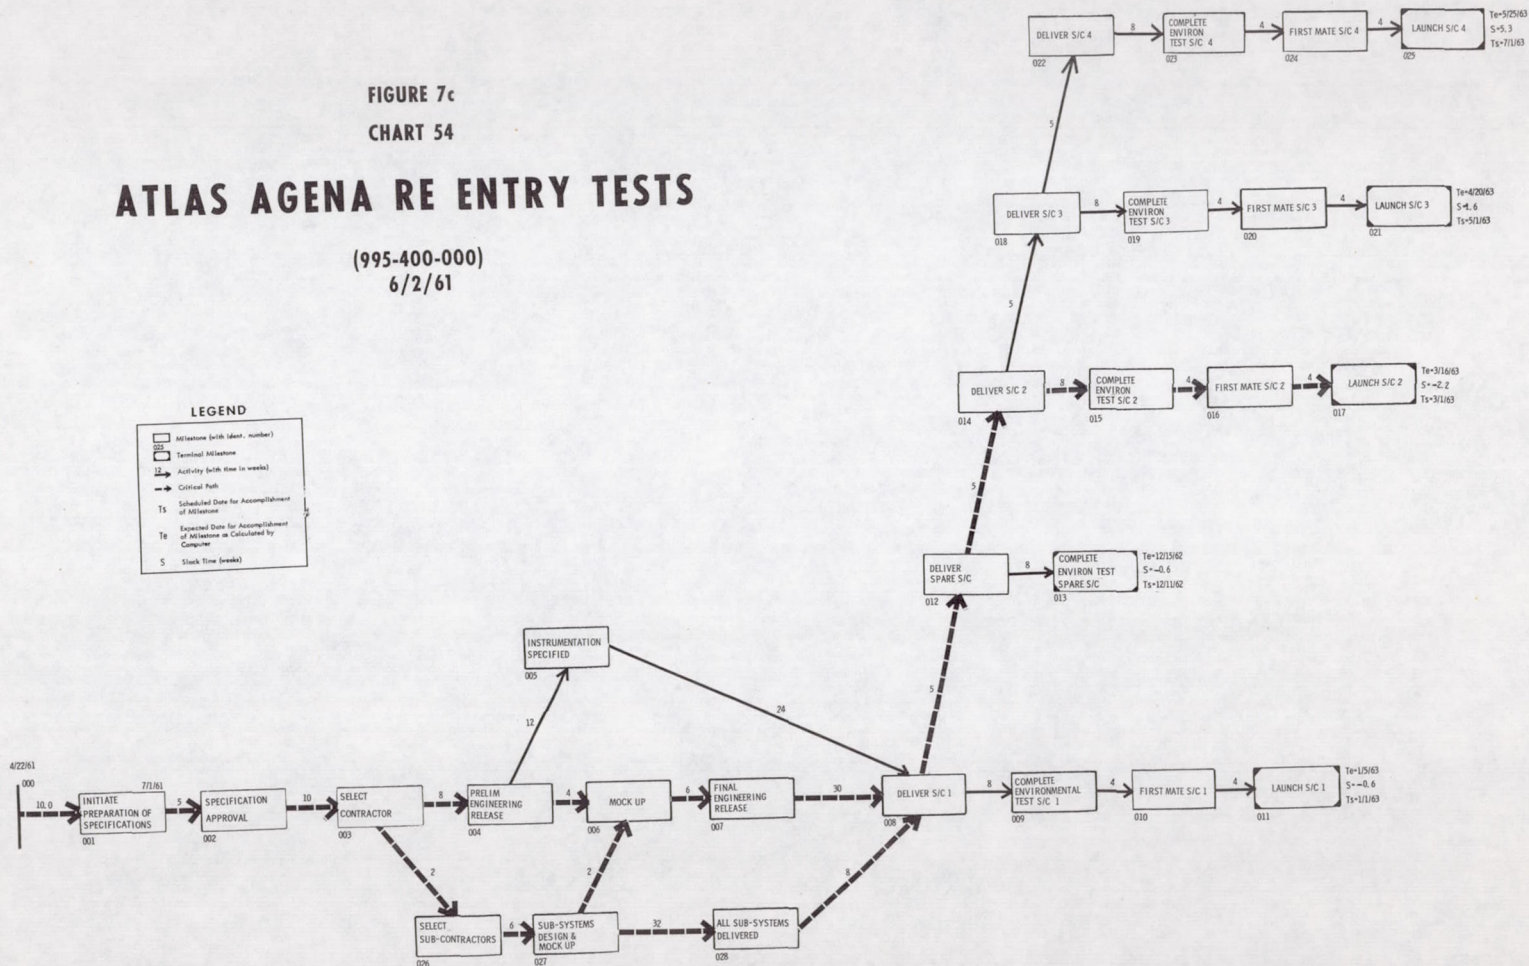 FIGURE 7c
CHART 54
ATLAS AGENA RE ENTRY TESTS
(995-400-000)
6/2/61
LEGEND
Milestone (with Ident. number)
025
Terminal Milestone
12
Activity (with time in weeks)
Critical Path
Ts Scheduled Date for Accomplishment
of Milestone
Te Expected Date for Accomplishment
of Milestone as Calculated by
Computer
S Slack Time (weeks)
DELIVER S/C 4
022
8
COMPLETE
ENVIRON
TEST S/C 4
023
4
FIRST MATE S/C 4
024
4
LAUNCH S/C 4
025
Te=5/25/63
S=5.3
Ts=7/1/63
5
DELIVER S/C 3
018
8
COMPLETE
ENVIRON
TEST S/C 3
019
4
FIRST MATE S/C 3
020
4
LAUNCH S/C 3
021
Te=4/20/63
S=1.6
Ts=5/1/63
5
DELIVER S/C 2
014
8
COMPLETE
ENVIRON
TEST S/C 2
015
4
FIRST MATE S/C 2
016
4
LAUNCH S/C 2
017
Te=3/16/63
S=-2.2
Ts=3/1/63
5
DELIVER
SPARE S/C
012
8
COMPLETE
ENVIRON TEST
SPARE S/C
013
Te=12/15/62
S=-0.6
Ts=12/11/62
5
INSTRUMENTATION
SPECIFIED
005
12
24
4/22/61
000
10.0
7/1/61
INITIATE
PREPARATION OF
SPECIFICATIONS
001
5
SPECIFICATION
APPROVAL
002
10
SELECT
CONTRACTOR
003
8
PRELIM
ENGINEERING
RELEASE
004
4
MOCK UP
006
6
FINAL
ENGINEERING
RELEASE
007
30
DELIVER S/C 1
008
8
COMPLETE
ENVIRONMENTAL
TEST S/C 1
009
4
FIRST MATE S/C 1
010
4
LAUNCH S/C 1
011
Te=1/5/63
S=-0.6
Ts=1/1/63
2
2
8
SELECT
SUB-CONTRACTORS
026
6
SUB-SYSTEMS
DESIGN &
MOCK UP
027
32
ALL SUB-SYSTEMS
DELIVERED
028